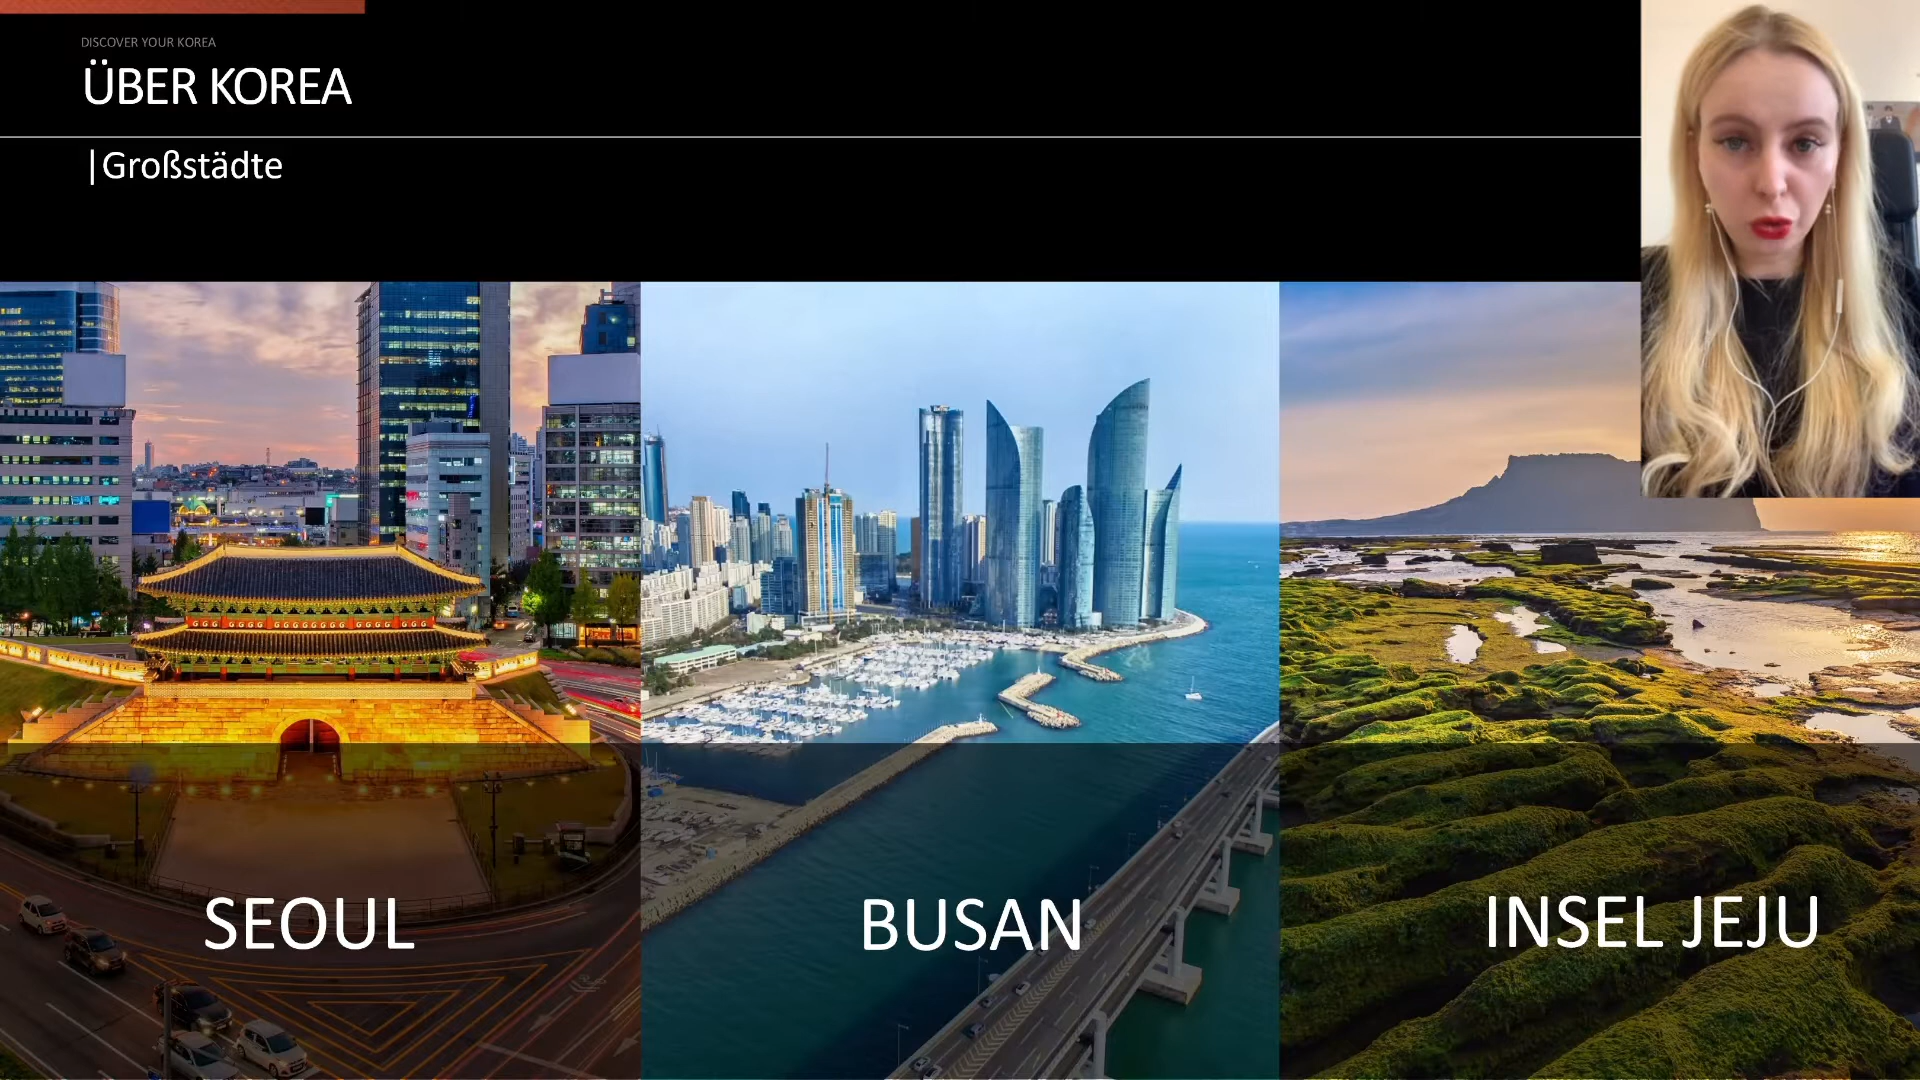 DISCOVER YOUR KOREA
ÜBER KOREA
|Großstädte
SEOUL
BUSAN
INSEL JEJU